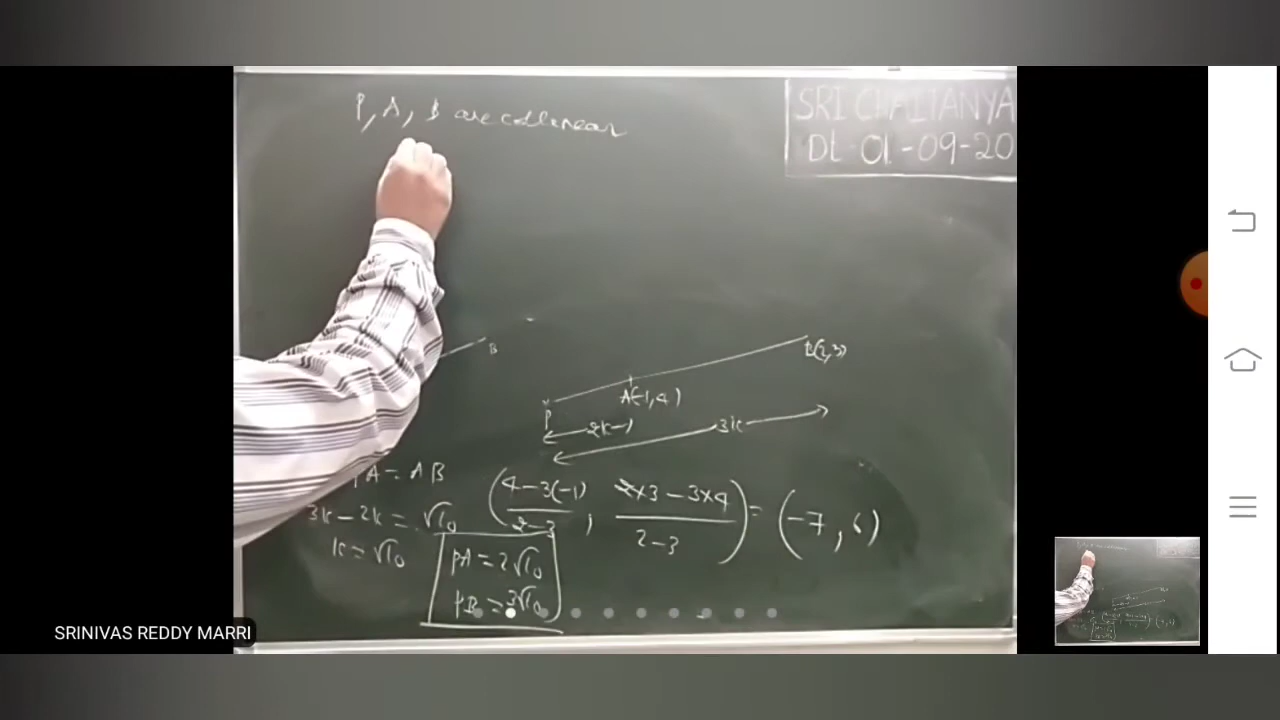 P, A, B are collinear
SRI CHAITANYA
Dt 01-09-20
B
B(2,3)
A(-1,4)
P
2k
3k
PA = AB
3k - 2k = √10
k = √10
(4-3(-1)/2-3, 2×3-3×4/2-3) = (-7, 6)
PA = 2√10
PB = 3√10
SRINIVAS REDDY MARRI